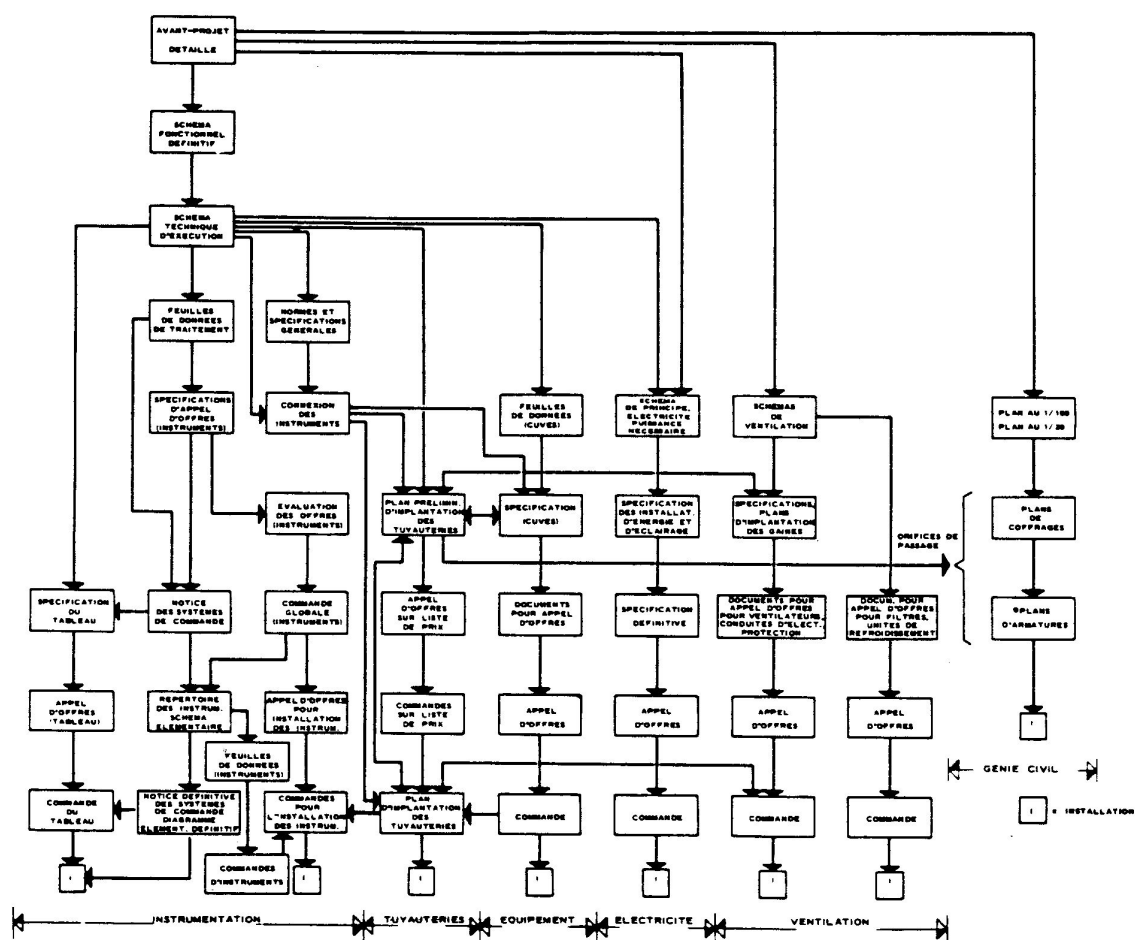 AVANT-PROJET
DETAILLE
SCHEMA
FONCTIONNEL
DEFINITIF
SCHEMA
TECHNIQUE
D'EXECUTION
FEUILLES
DE DONNEES
DE TRAITEMENT
NORMES ET
SPECIFICATIONS
GENERALES
SPECIFICATIONS
D'APPEL
D'OFFRES
(INSTRUMENTS)
CONNEXION
DES
INSTRUMENTS
FEUILLES
DE DONNEES
(CUVES)
SCHEMA
DE PRINCIPE,
ELECTRICITE
PUISSANCE
NECESSAIRE
SCHEMAS
DE
VENTILATION
PLAN AU 1/100
PLAN AU 1/20
EVALUATION
DES OFFRES
(INSTRUMENTS)
PLAN PRELIMIN.
D'IMPLANTATION
DES
TUYAUTERIES
SPECIFICATION
(CUVES)
SPECIFICATION
DES INSTALLAT.
D'ENERGIE ET
D'ECLAIRAGE
SPECIFICATIONS,
PLANS
D'IMPLANTATION
DES GAINES
ORIFICES DE
PASSAGE
PLANS
DE
COFFRAGES
SPECIFICATION
DU
TABLEAU
NOTICE
DES SYSTEMES
DE COMMANDE
COMMANDE
GLOBALE
(INSTRUMENTS)
APPEL
D'OFFRES
SUR LISTE
DE PRIX
DOCUMENTS
POUR APPEL
D'OFFRES
SPECIFICATION
DEFINITIVE
DOCUMENTS POUR
APPEL D'OFFRES
POUR VENTILATEURS,
CONDUITES D'ELECT.,
PROTECTION
DOCUM. POUR
APPEL D'OFFRES
POUR FILTRES,
UNITES DE
REFROIDISSEMENT
PLANS
D'ARMATURES
APPEL
D'OFFRES
(TABLEAU)
REPERTOIRE
DES INSTRUM.
SCHEMA
ELEMENTAIRE
APPEL D'OFFRES
POUR
INSTALLATION
DES INSTRUM.
COMMANDES
SUR LISTE
DE PRIX
APPEL
D'OFFRES
APPEL
D'OFFRES
APPEL
D'OFFRES
APPEL
D'OFFRES
I
FEUILLES
DE DONNEES
(INSTRUMENTS)
GENIE CIVIL
COMMANDE
DU
TABLEAU
NOTICE DEFINITIVE
DES SYSTEMES
DE COMMANDE
DIAGRAMME
ELEMENT. DEFINITIF
COMMANDES
POUR
L'INSTALLATION
DES INSTRUM.
PLAN
D'IMPLANTATION
DES
TUYAUTERIES
COMMANDE
COMMANDE
COMMANDE
COMMANDE
I = INSTALLATION
COMMANDES
D'INSTRUMENTS
I
I
I
I
I
I
I
INSTRUMENTATION
TUYAUTERIES
EQUIPEMENT
ELECTRICITE
VENTILATION